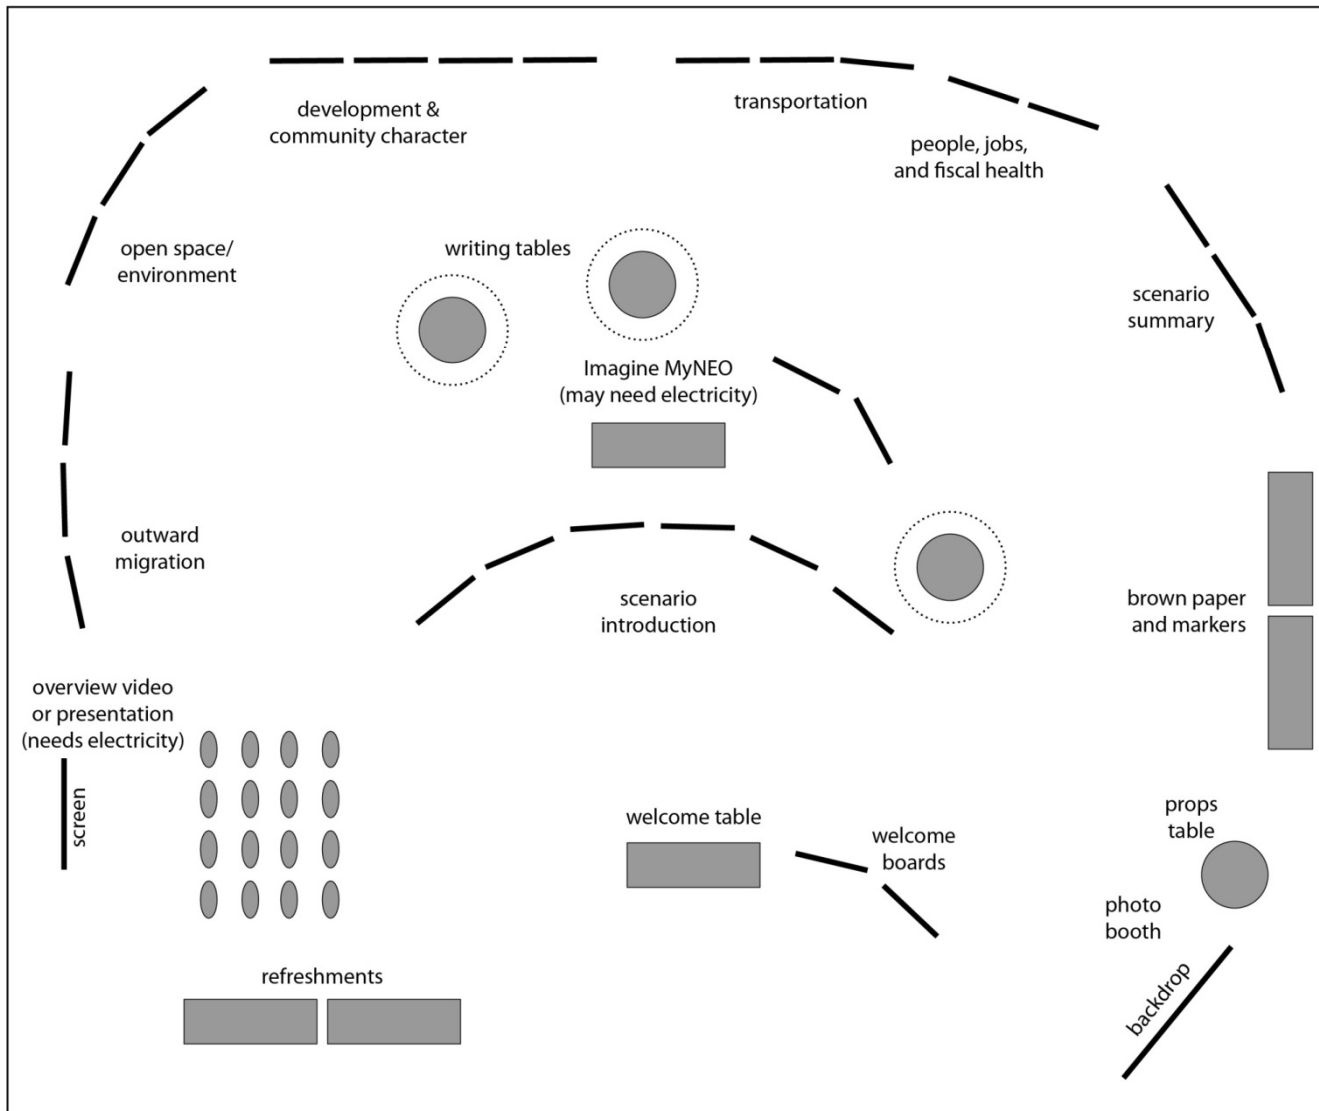 development &
community character
transportation
people, jobs,
and fiscal health
open space/
environment
writing tables
scenario
summary
Imagine MyNEO
(may need electricity)
outward
migration
scenario
introduction
brown paper
and markers
overview video
or presentation
(needs electricity)
screen
welcome table
welcome
boards
props
table
photo
booth
backdrop
refreshments